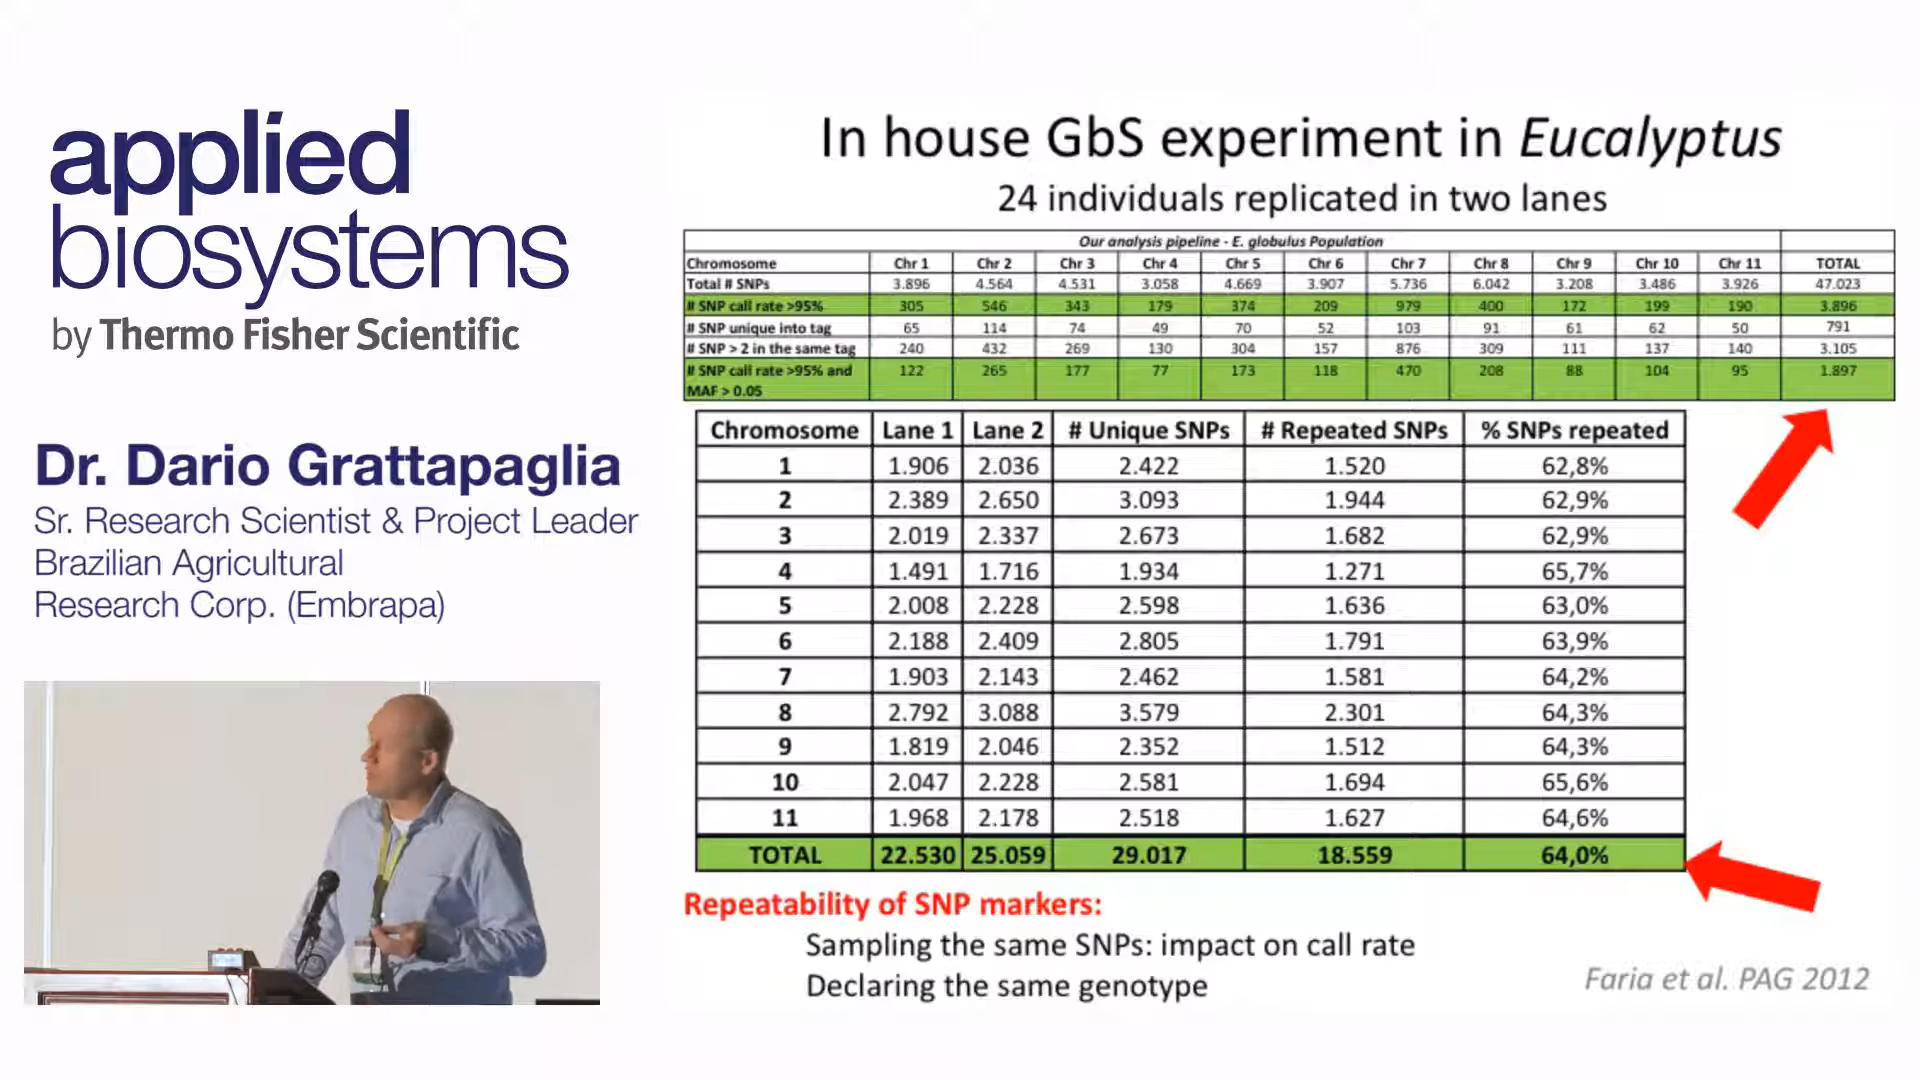 applied
biosystems
by Thermo Fisher Scientific
Dr. Dario Grattapaglia
Sr. Research Scientist & Project Leader
Brazilian Agricultural
Research Corp. (Embrapa)
In house GbS experiment in Eucalyptus
24 individuals replicated in two lanes
Our analysis pipeline - E. globulus Population
Chromosome Chr 1 Chr 2 Chr 3 Chr 4 Chr 5 Chr 6 Chr 7 Chr 8 Chr 9 Chr 10 Chr 11 TOTAL
Total # SNPs 3.896 4.564 4.531 3.058 4.669 3.907 5.736 6.042 3.208 3.486 3.926 47.023
# SNP call rate >95% 305 546 343 179 374 209 979 400 172 199 190 3.896
# SNP unique into tag 65 114 74 49 70 52 103 91 61 62 50 791
# SNP > 2 in the same tag 240 432 269 130 304 157 876 309 111 137 140 3.105
# SNP call rate >95% and 122 265 177 77 173 118 470 208 88 104 95 1.897
MAF > 0.05
Chromosome Lane 1 Lane 2 # Unique SNPs # Repeated SNPs % SNPs repeated
1 1.906 2.036 2.422 1.520 62,8%
2 2.389 2.650 3.093 1.944 62,9%
3 2.019 2.337 2.673 1.682 62,9%
4 1.491 1.716 1.934 1.271 65,7%
5 2.008 2.228 2.598 1.636 63,0%
6 2.188 2.409 2.805 1.791 63,9%
7 1.903 2.143 2.462 1.581 64,2%
8 2.792 3.088 3.579 2.301 64,3%
9 1.819 2.046 2.352 1.512 64,3%
10 2.047 2.228 2.581 1.694 65,6%
11 1.968 2.178 2.518 1.627 64,6%
TOTAL 22.530 25.059 29.017 18.559 64,0%
Repeatability of SNP markers:
Sampling the same SNPs: impact on call rate
Declaring the same genotype
Faria et al. PAG 2012